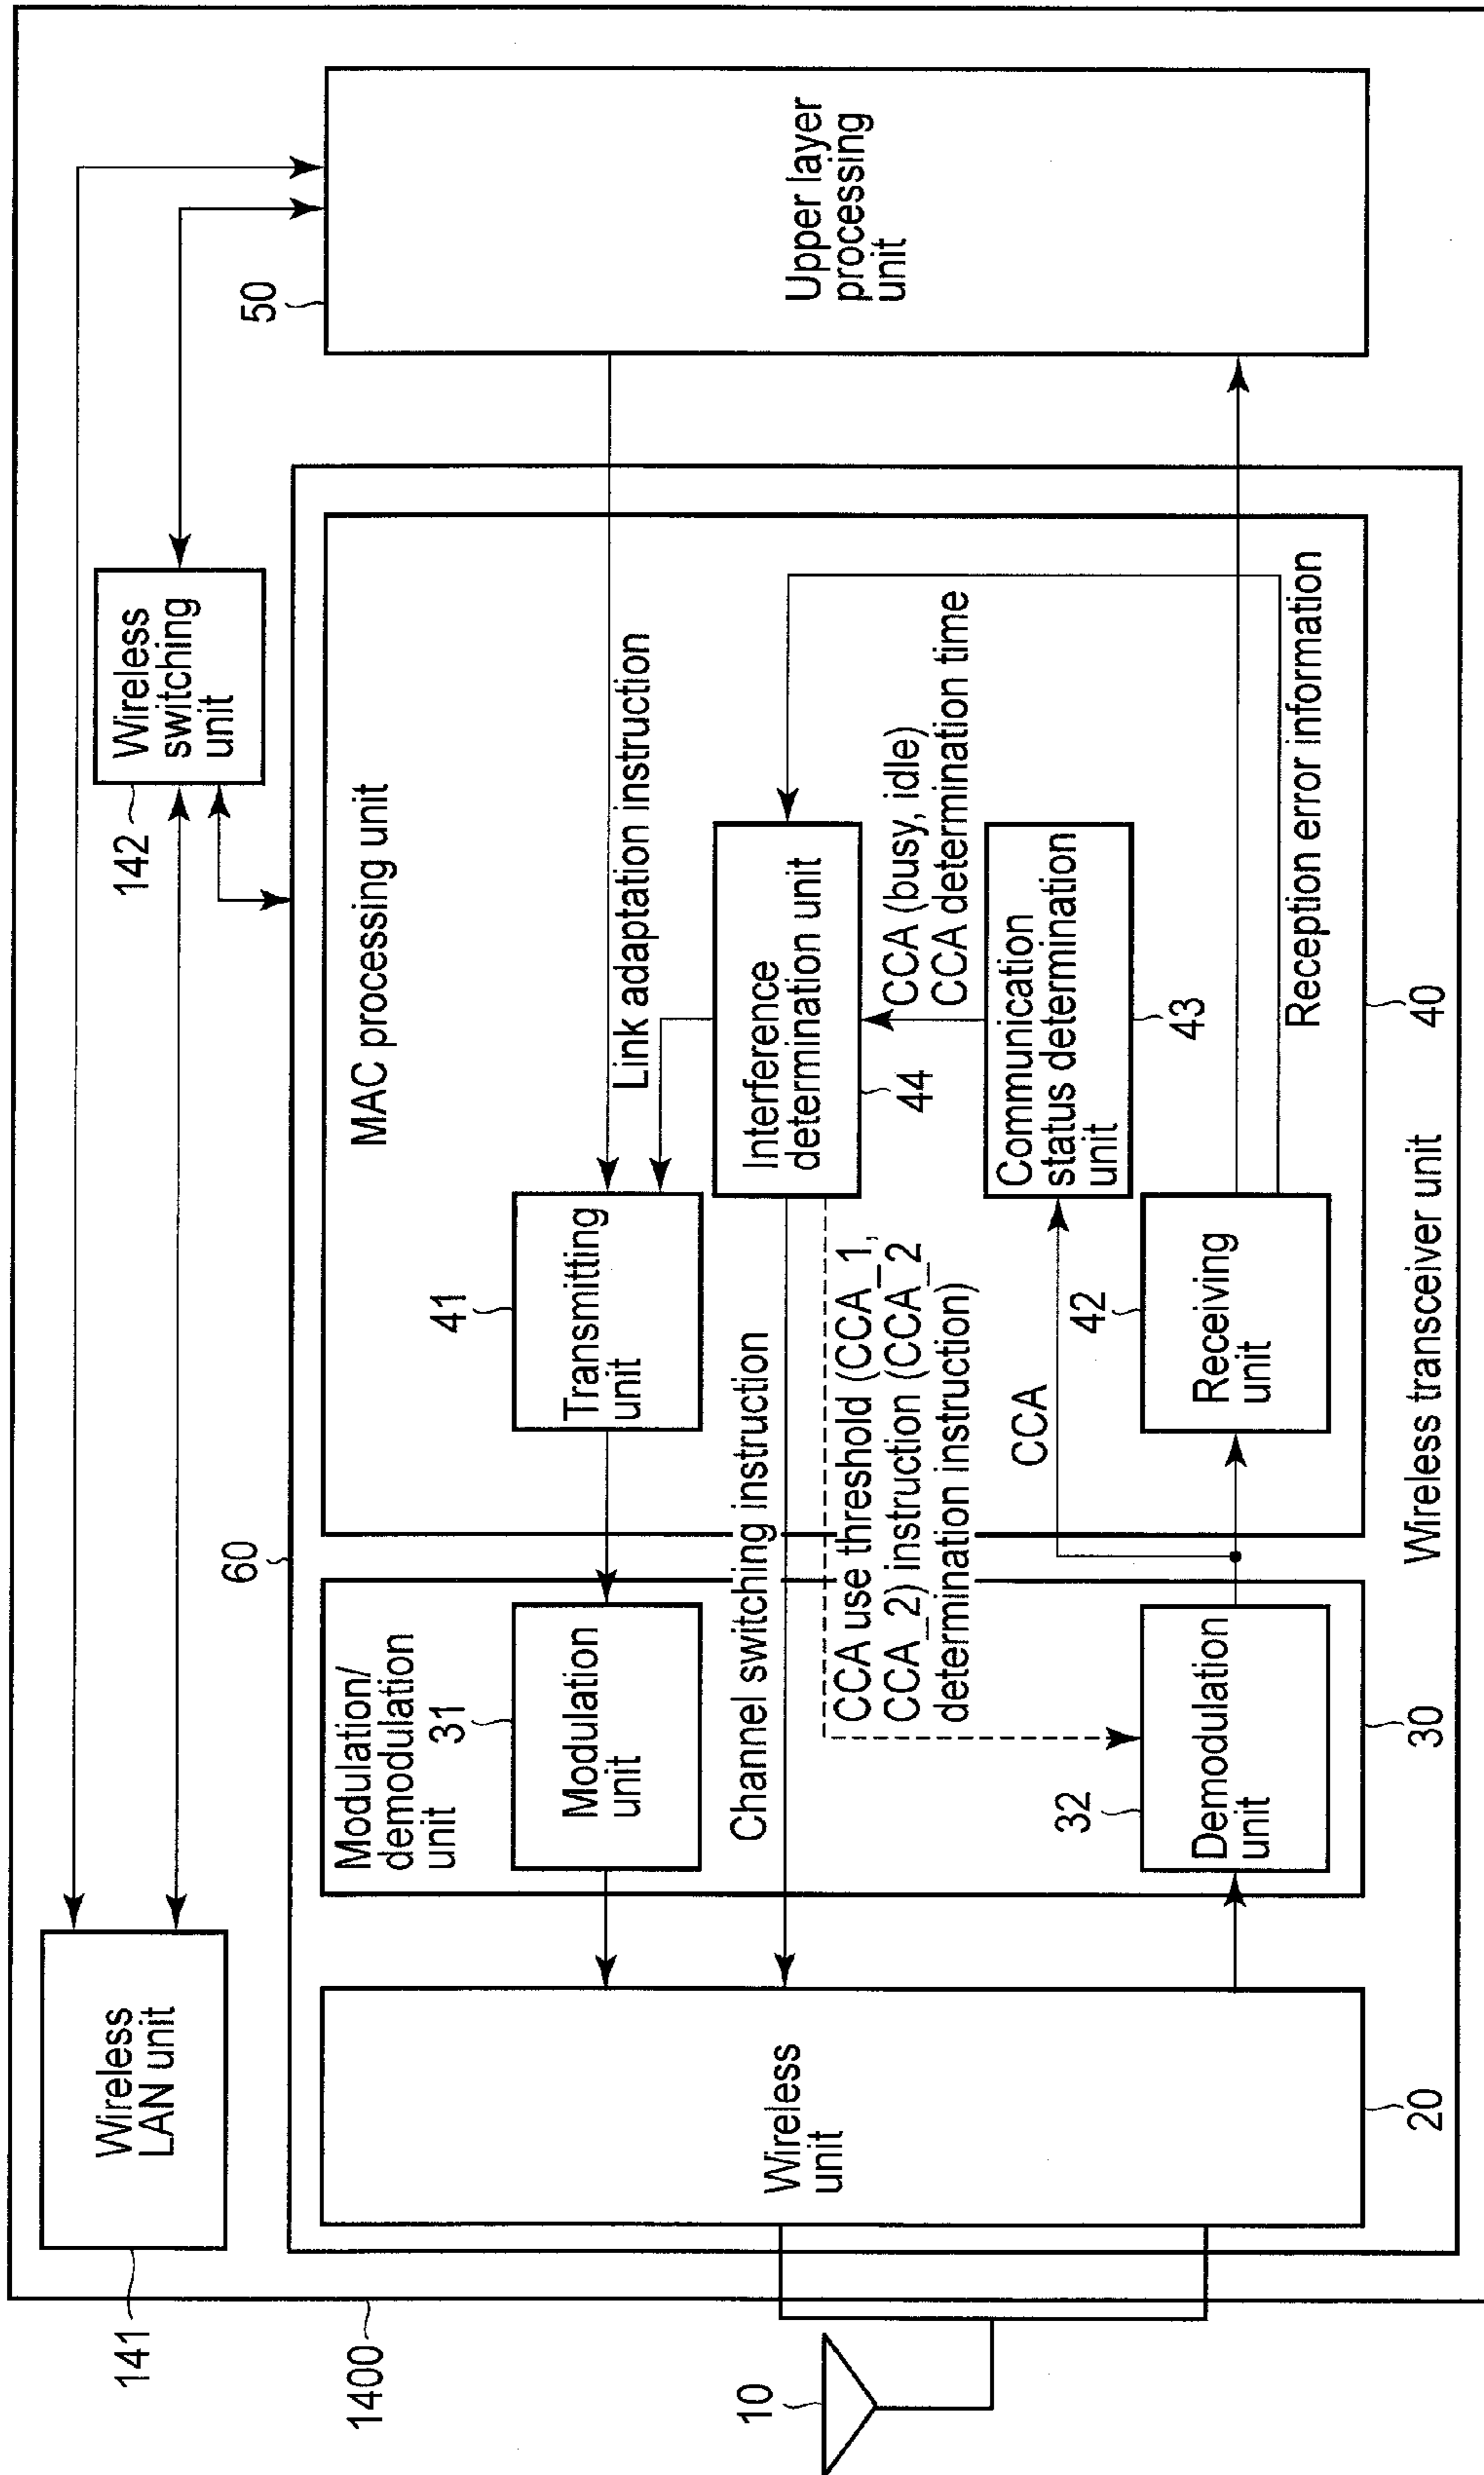 1400
141
Wireless
LAN unit
142
Wireless
switching
unit
50
Upper layer
processing
unit
60
Modulation/
demodulation
unit
31
Modulation
unit
MAC processing unit
41
Transmitting
unit
Link adaptation instruction
Channel switching instruction
Interference
determination unit
44
CCA use threshold (CCA_1,
CCA_2) instruction (CCA_2
determination instruction)
CCA (busy, idle)
CCA determination time
Communication
status determination
unit
43
CCA
10
Wireless
unit
20
32
Demodulation
unit
30
42
Receiving
unit
Reception error information
40
Wireless transceiver unit